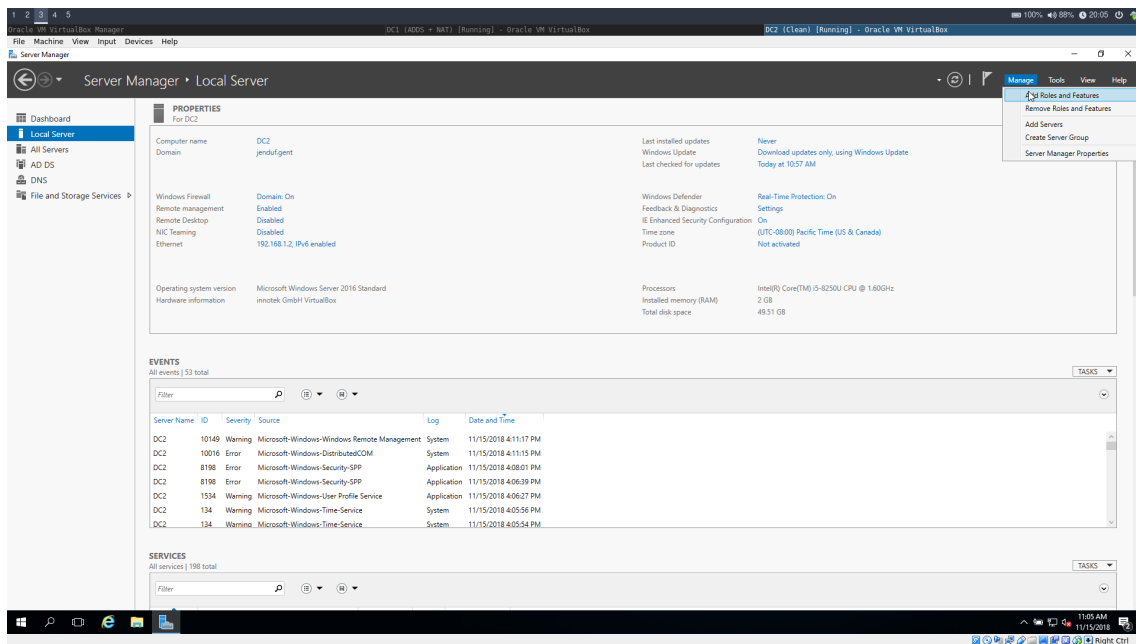 1 2 3 4 5 100% 88% 20:05
Oracle VM VirtualBox Manager DC1 (ADDS + NAT) [Running] - Oracle VM VirtualBox DC2 (Clean) [Running] - Oracle VM VirtualBox
File Machine View Input Devices Help
Server Manager
Server Manager • Local Server Manage Tools View Help
Add Roles and Features
Remove Roles and Features
Add Servers
Create Server Group
Server Manager Properties
Dashboard
Local Server
All Servers
AD DS
DNS
File and Storage Services
PROPERTIES
For DC2
Computer name DC2 Last installed updates Never
Domain jenduf.gent Windows Update Download updates only, using Windows Update
Last checked for updates Today at 10:57 AM
Windows Firewall Domain: On Windows Defender Real-Time Protection: On
Remote management Enabled Feedback & Diagnostics Settings
Remote Desktop Disabled IE Enhanced Security Configuration On
NIC Teaming Disabled Time zone (UTC-08:00) Pacific Time (US & Canada)
Ethernet 192.168.1.2, IPv6 enabled Product ID Not activated
Operating system version Microsoft Windows Server 2016 Standard Processors Intel(R) Core(TM) i5-8250U CPU @ 1.60GHz
Hardware information innotek GmbH VirtualBox Installed memory (RAM) 2 GB
Total disk space 49.51 GB
EVENTS
All events | 53 total TASKS
Filter
Server Name ID Severity Source Log Date and Time
DC2 10149 Warning Microsoft-Windows-Windows Remote Management System 11/15/2018 4:11:17 PM
DC2 10016 Error Microsoft-Windows-DistributedCOM System 11/15/2018 4:11:15 PM
DC2 8198 Error Microsoft-Windows-Security-SPP Application 11/15/2018 4:08:01 PM
DC2 8198 Error Microsoft-Windows-Security-SPP Application 11/15/2018 4:06:39 PM
DC2 1534 Warning Microsoft-Windows-User Profile Service Application 11/15/2018 4:06:27 PM
DC2 134 Warning Microsoft-Windows-Time-Service System 11/15/2018 4:05:56 PM
DC2 134 Warning Microsoft-Windows-Time-Service System 11/15/2018 4:05:54 PM
SERVICES
All services | 198 total TASKS
Filter
11:05 AM
11/15/2018
Right Ctrl